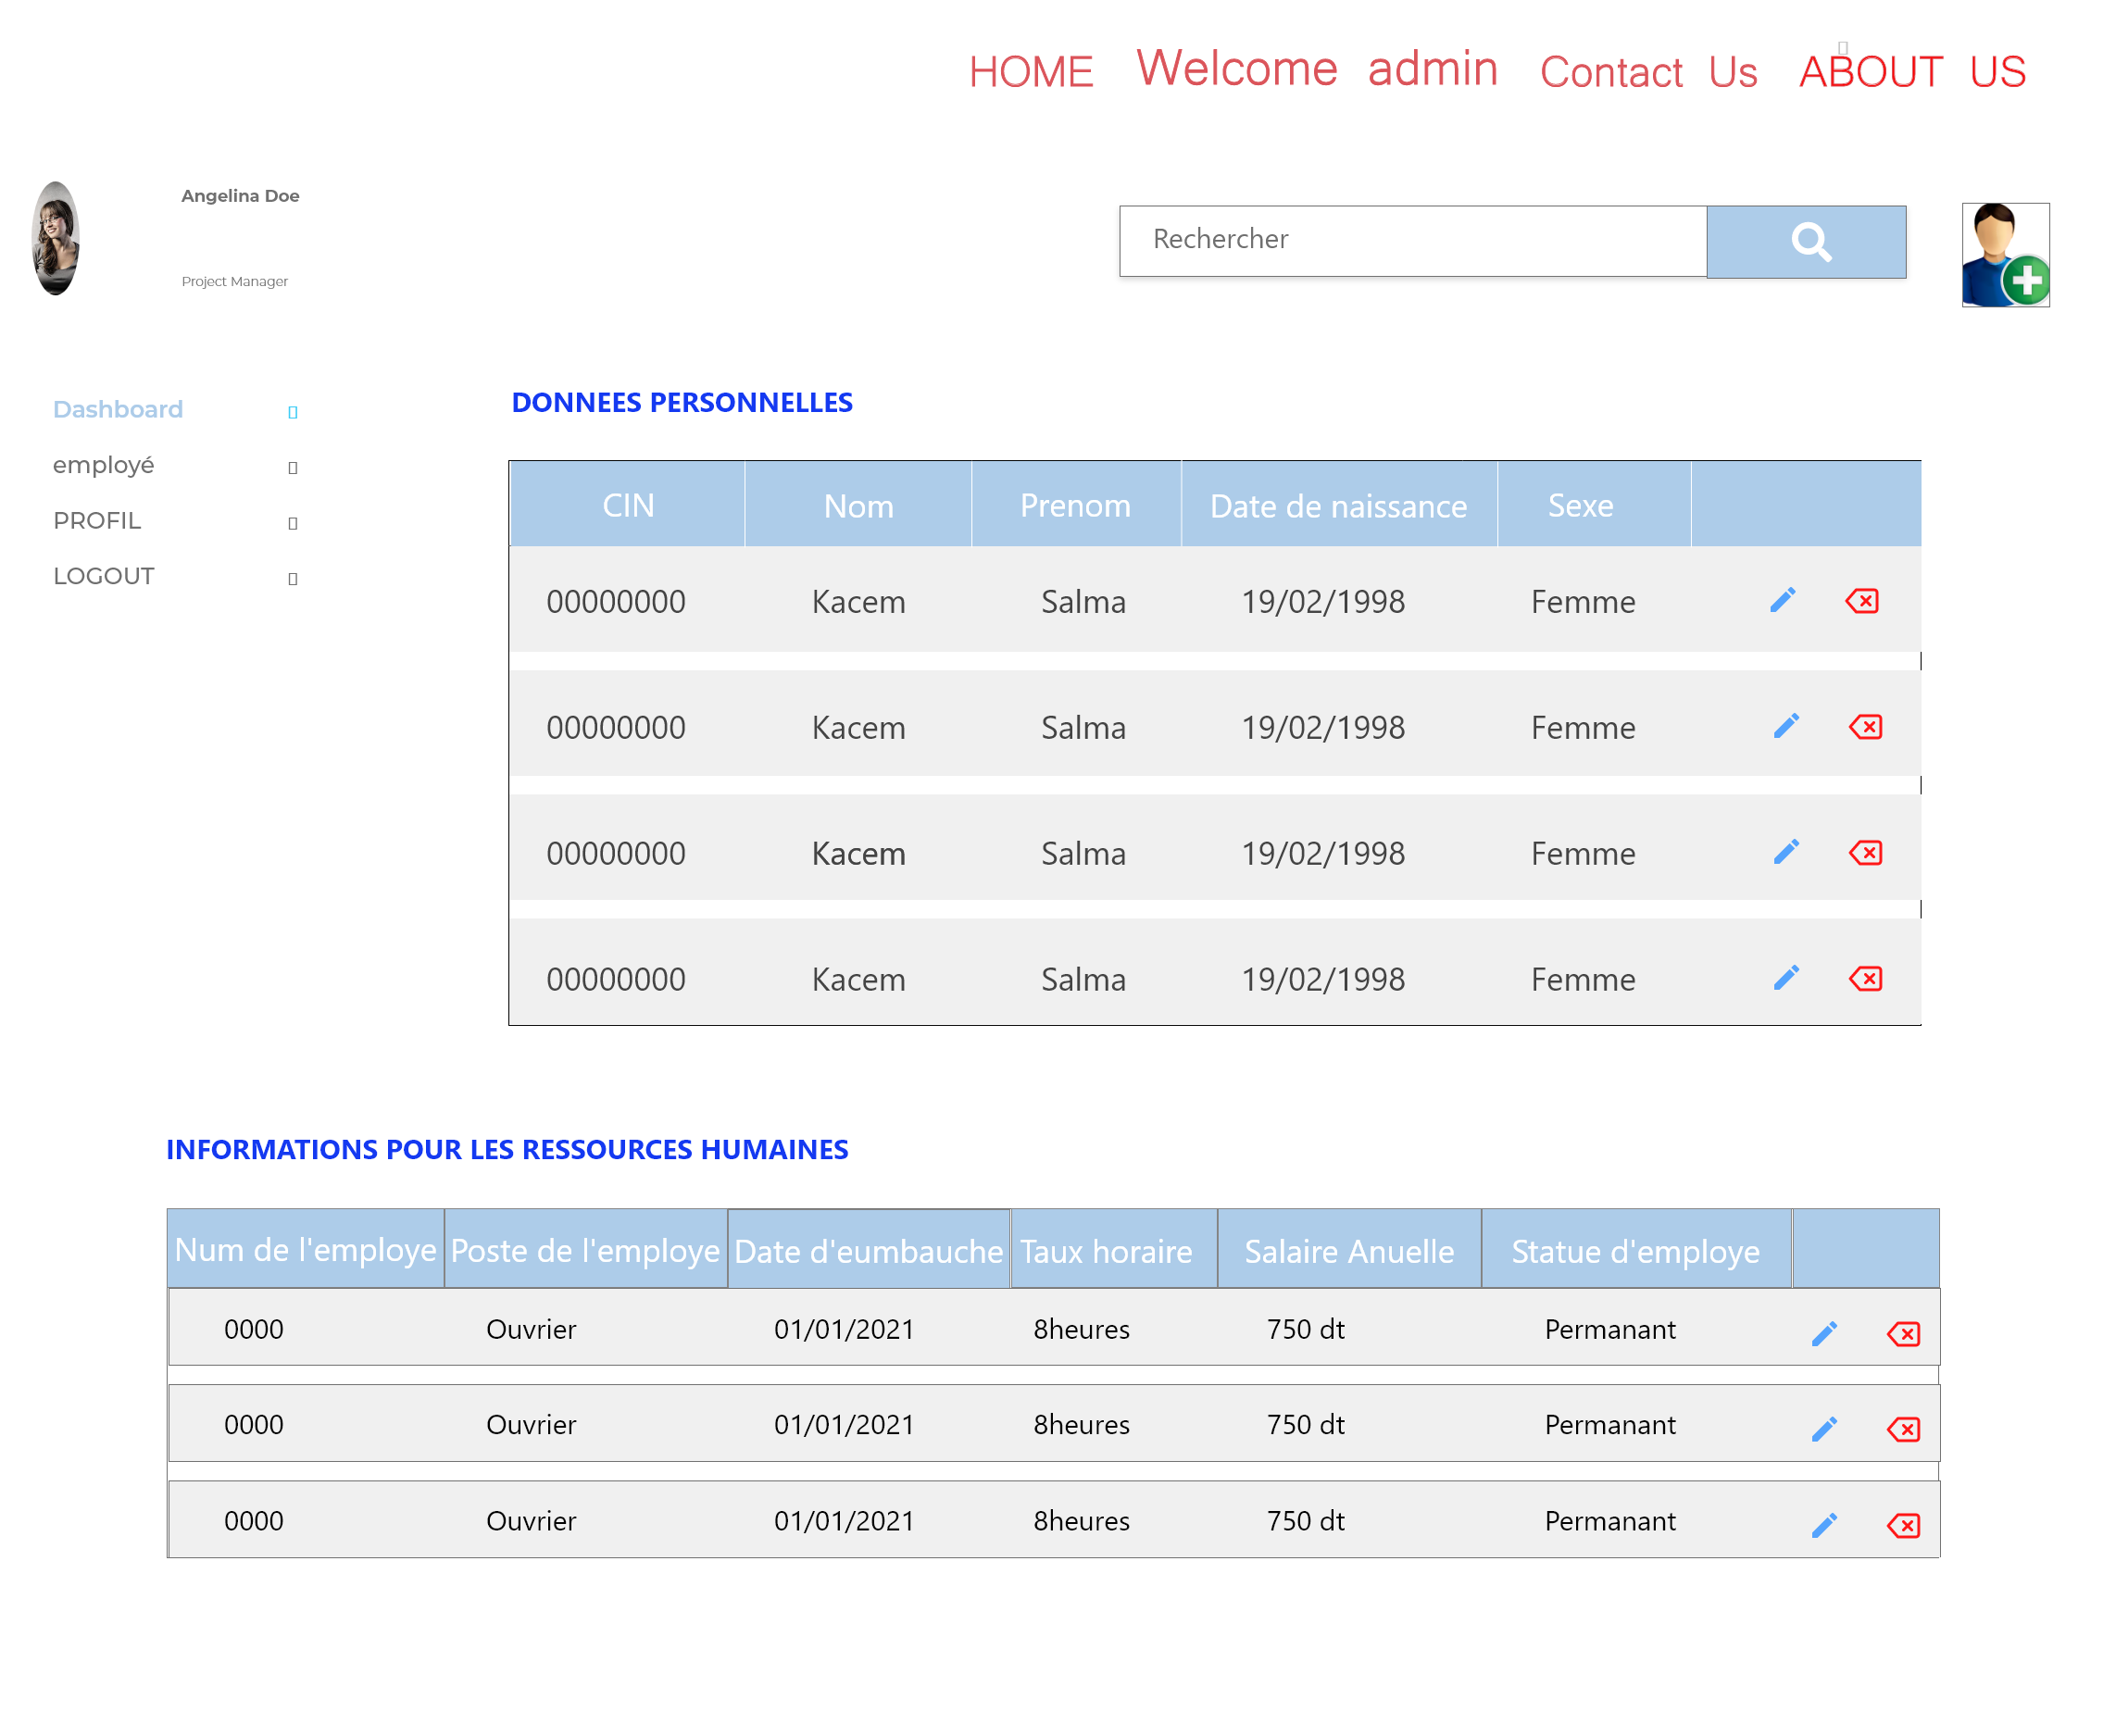 HOME Welcome admin Contact Us ABOUT US
Angelina Doe
Project Manager
Rechercher
Dashboard
employé
PROFIL
LOGOUT
DONNEES PERSONNELLES
CIN Nom Prenom Date de naissance Sexe
00000000 Kacem Salma 19/02/1998 Femme
00000000 Kacem Salma 19/02/1998 Femme
00000000 Kacem Salma 19/02/1998 Femme
00000000 Kacem Salma 19/02/1998 Femme
INFORMATIONS POUR LES RESSOURCES HUMAINES
Num de l'employe Poste de l'employe Date d'eumbauche Taux horaire Salaire Anuelle Statue d'employe
0000 Ouvrier 01/01/2021 8heures 750 dt Permanant
0000 Ouvrier 01/01/2021 8heures 750 dt Permanant
0000 Ouvrier 01/01/2021 8heures 750 dt Permanant